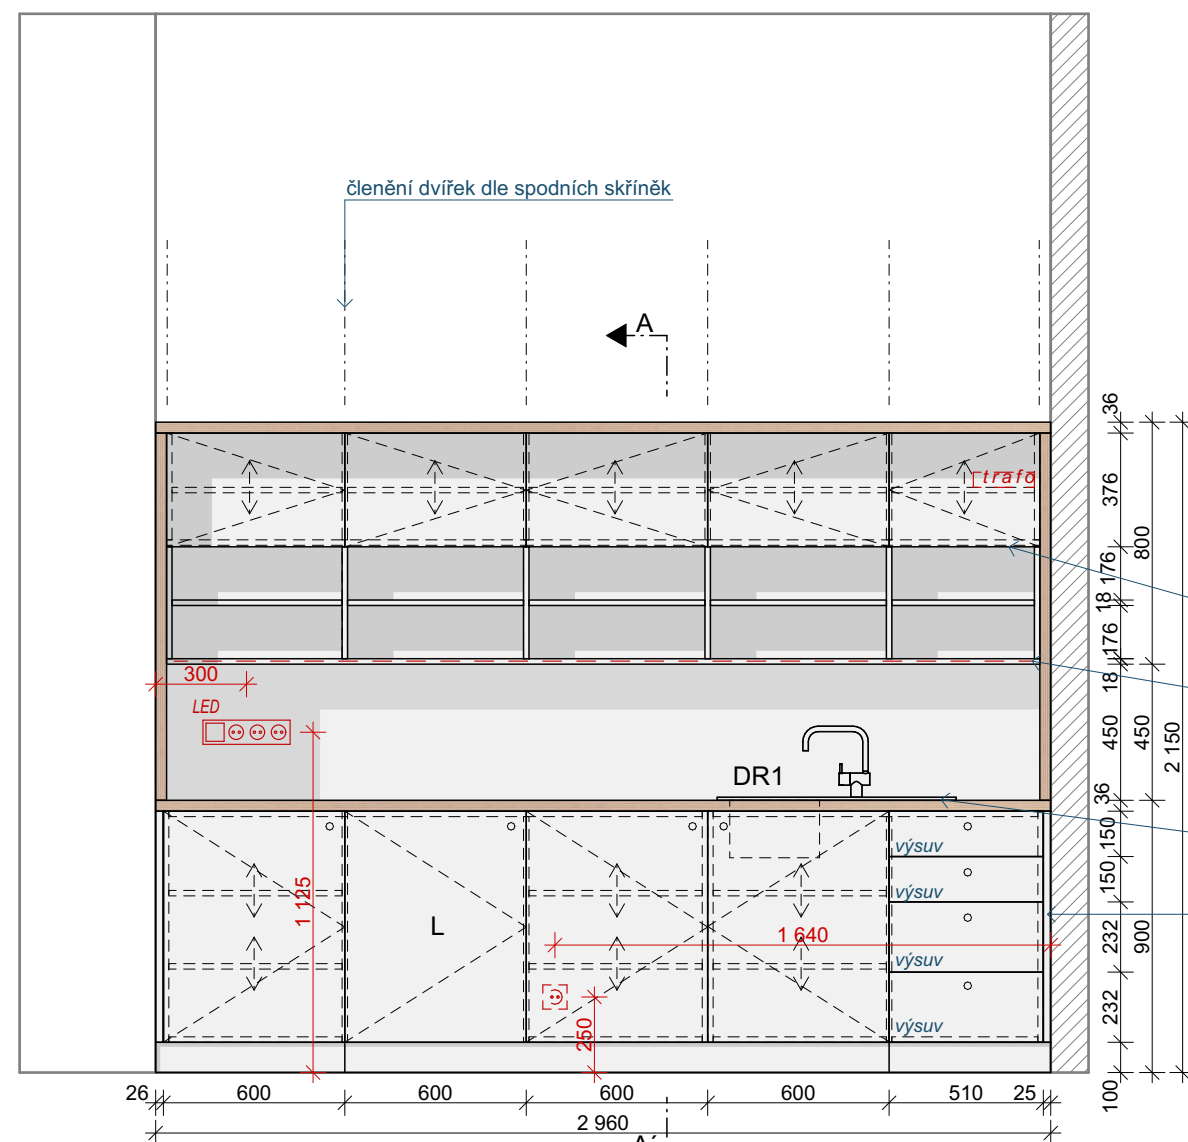 členění dvířek dle spodních skříněk
A
36
trafo
376
800
176
18
176
18
300
LED
450
450
2 150
DR1
36
150
výsuv
150
výsuv
1 125
L
1 640
232
900
výsuv
250
232
výsuv
100
26
600
600
600
600
510
25
2 960
A´